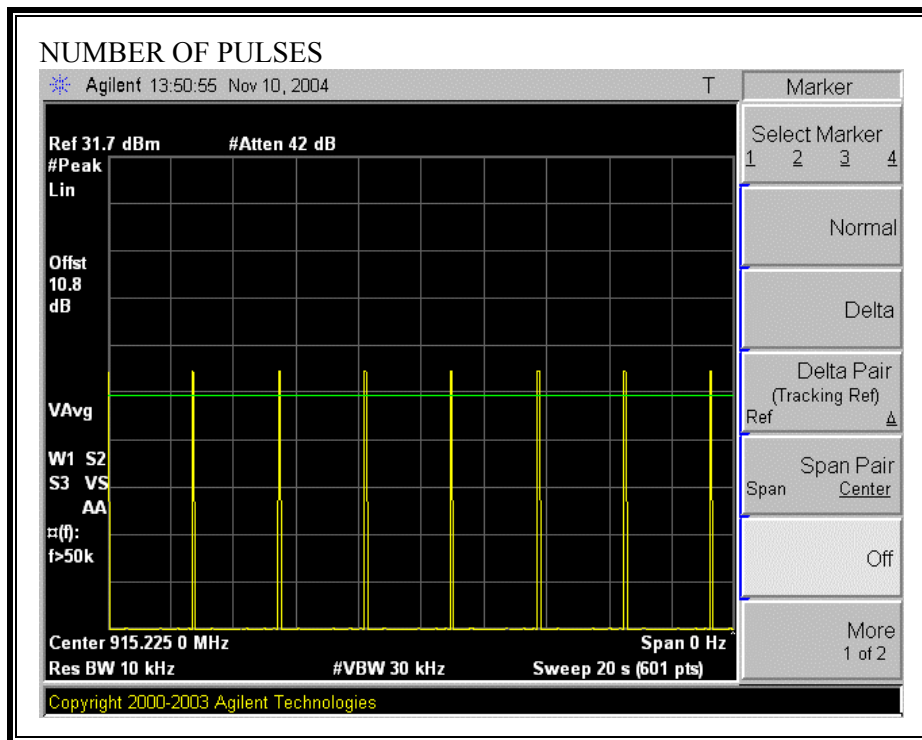 NUMBER OF PULSES
Agilent 13:50:55 Nov 10, 2004 T
Ref 31.7 dBm #Atten 42 dB
#Peak
Lin
Offst
10.8
dB
VAvg
W1 S2
S3 VS
AA
¤(f):
f>50k
Center 915.225 0 MHz Span 0 Hz^
Res BW 10 kHz #VBW 30 kHz Sweep 20 s (601 pts)
Copyright 2000-2003 Agilent Technologies
Marker
Select Marker
1 2 3 4
Normal
Delta
Delta Pair
(Tracking Ref)
Ref Δ
Span Pair
Span Center
Off
More
1 of 2